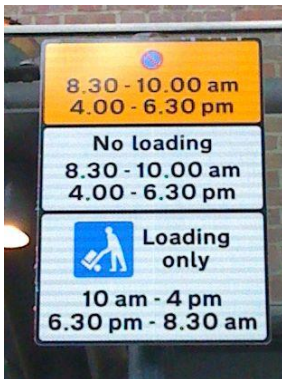 8.30 - 10.00 am
4.00 - 6.30 pm
No loading
8.30 - 10.00 am
4.00 - 6.30 pm
Loading
only
10 am - 4 pm
6.30 pm - 8.30 am